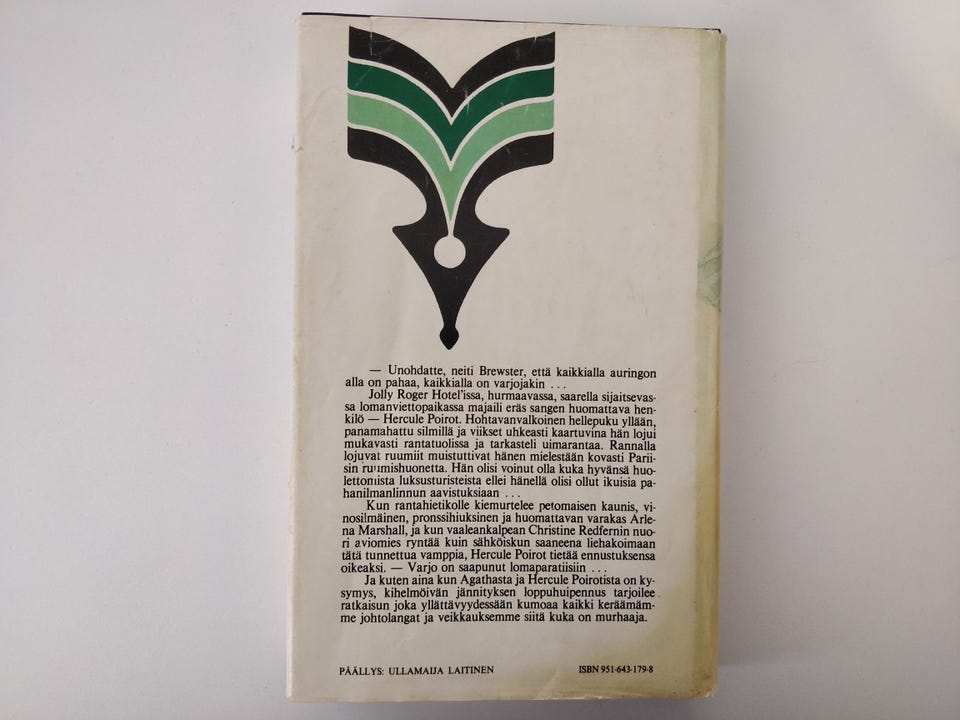 — Unohdatte, neiti Brewster, että kaikkialla auringon
alla on pahaa, kaikkialla on varjojakin ...
Jolly Roger Hotel'issa, hurmaavassa, saarella sijaitsevas-
sa lomanviettopaikassa majaili eräs sangen huomattava hen-
kilö — Hercule Poirot. Hohtavanvalkoinen hellepuku yllään,
panamahattu silmillä ja viikset uhkeasti kaartuvina hän lojui
mukavasti rantatuolissa ja tarkasteli uimarantaa. Rannalla
lojuvat ruumiit muistuttivat hänen mielestään kovasti Parii-
sin ruumishuonetta. Hän olisi voinut olla kuka hyvänsä huo-
lettomista luksusturisteista ellei hänellä olisi ollut ikuisia pa-
hanilmanlinnun aavistuksiaan ...
Kun rantahietikolle kiemurtelee petomaisen kaunis, vi-
nosilmäinen, pronssihiuksinen ja huomattavan varakas Arle-
na Marshall, ja kun vaaleankalpean Christine Redfernin nuo-
ri aviomies ryntää kuin sähköiskun saaneena liehakoimaan
tätä tunnettua vamppia, Hercule Poirot tietää ennustuksensa
oikeaksi. — Varjo on saapunut lomaparatiisiin ...
Ja kuten aina kun Agathasta ja Hercule Poirotista on ky-
symys, kihelmöivän jännityksen loppuhuipennus tarjoilee
ratkaisun joka yllättävyydessään kumoaa kaikki keräämäm-
me johtolangat ja veikkauksemme siitä kuka on murhaaja.
PÄÄLLYS: ULLAMAIJA LAITINEN
ISBN 951-643-179-8